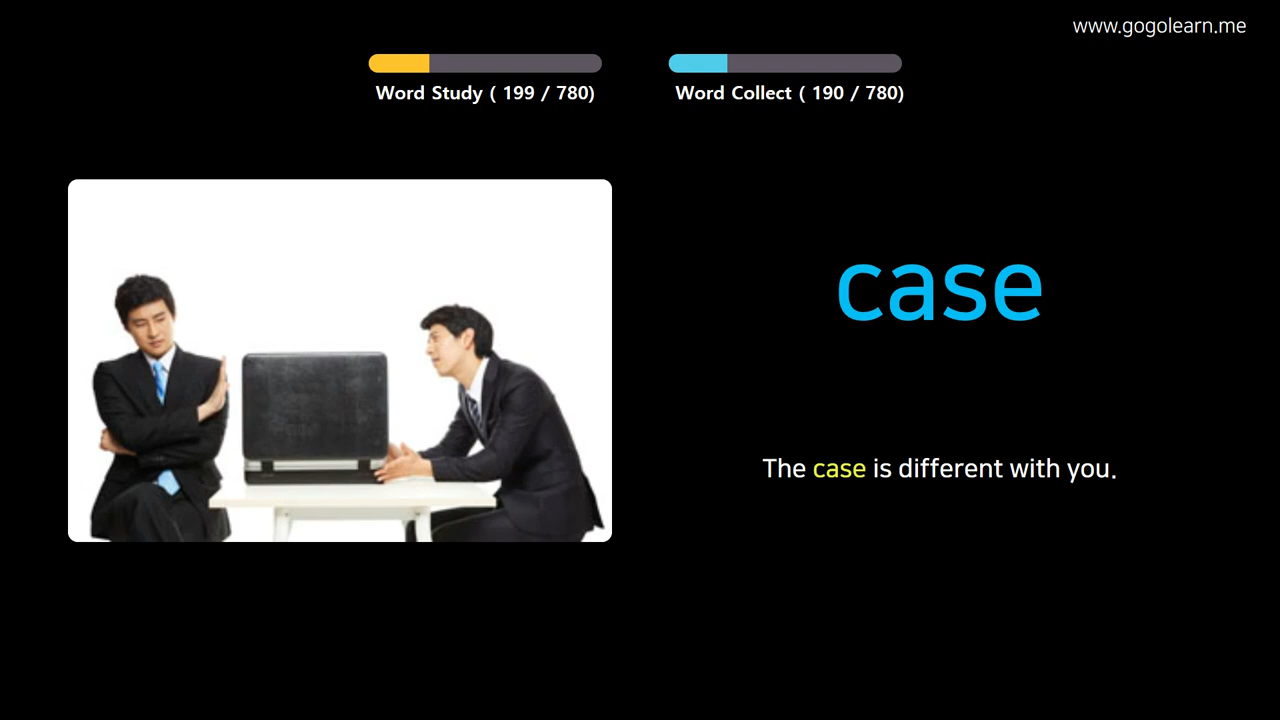 www.gogolearn.me
Word Study ( 199 / 780)
Word Collect ( 190 / 780)
case
The case is different with you.